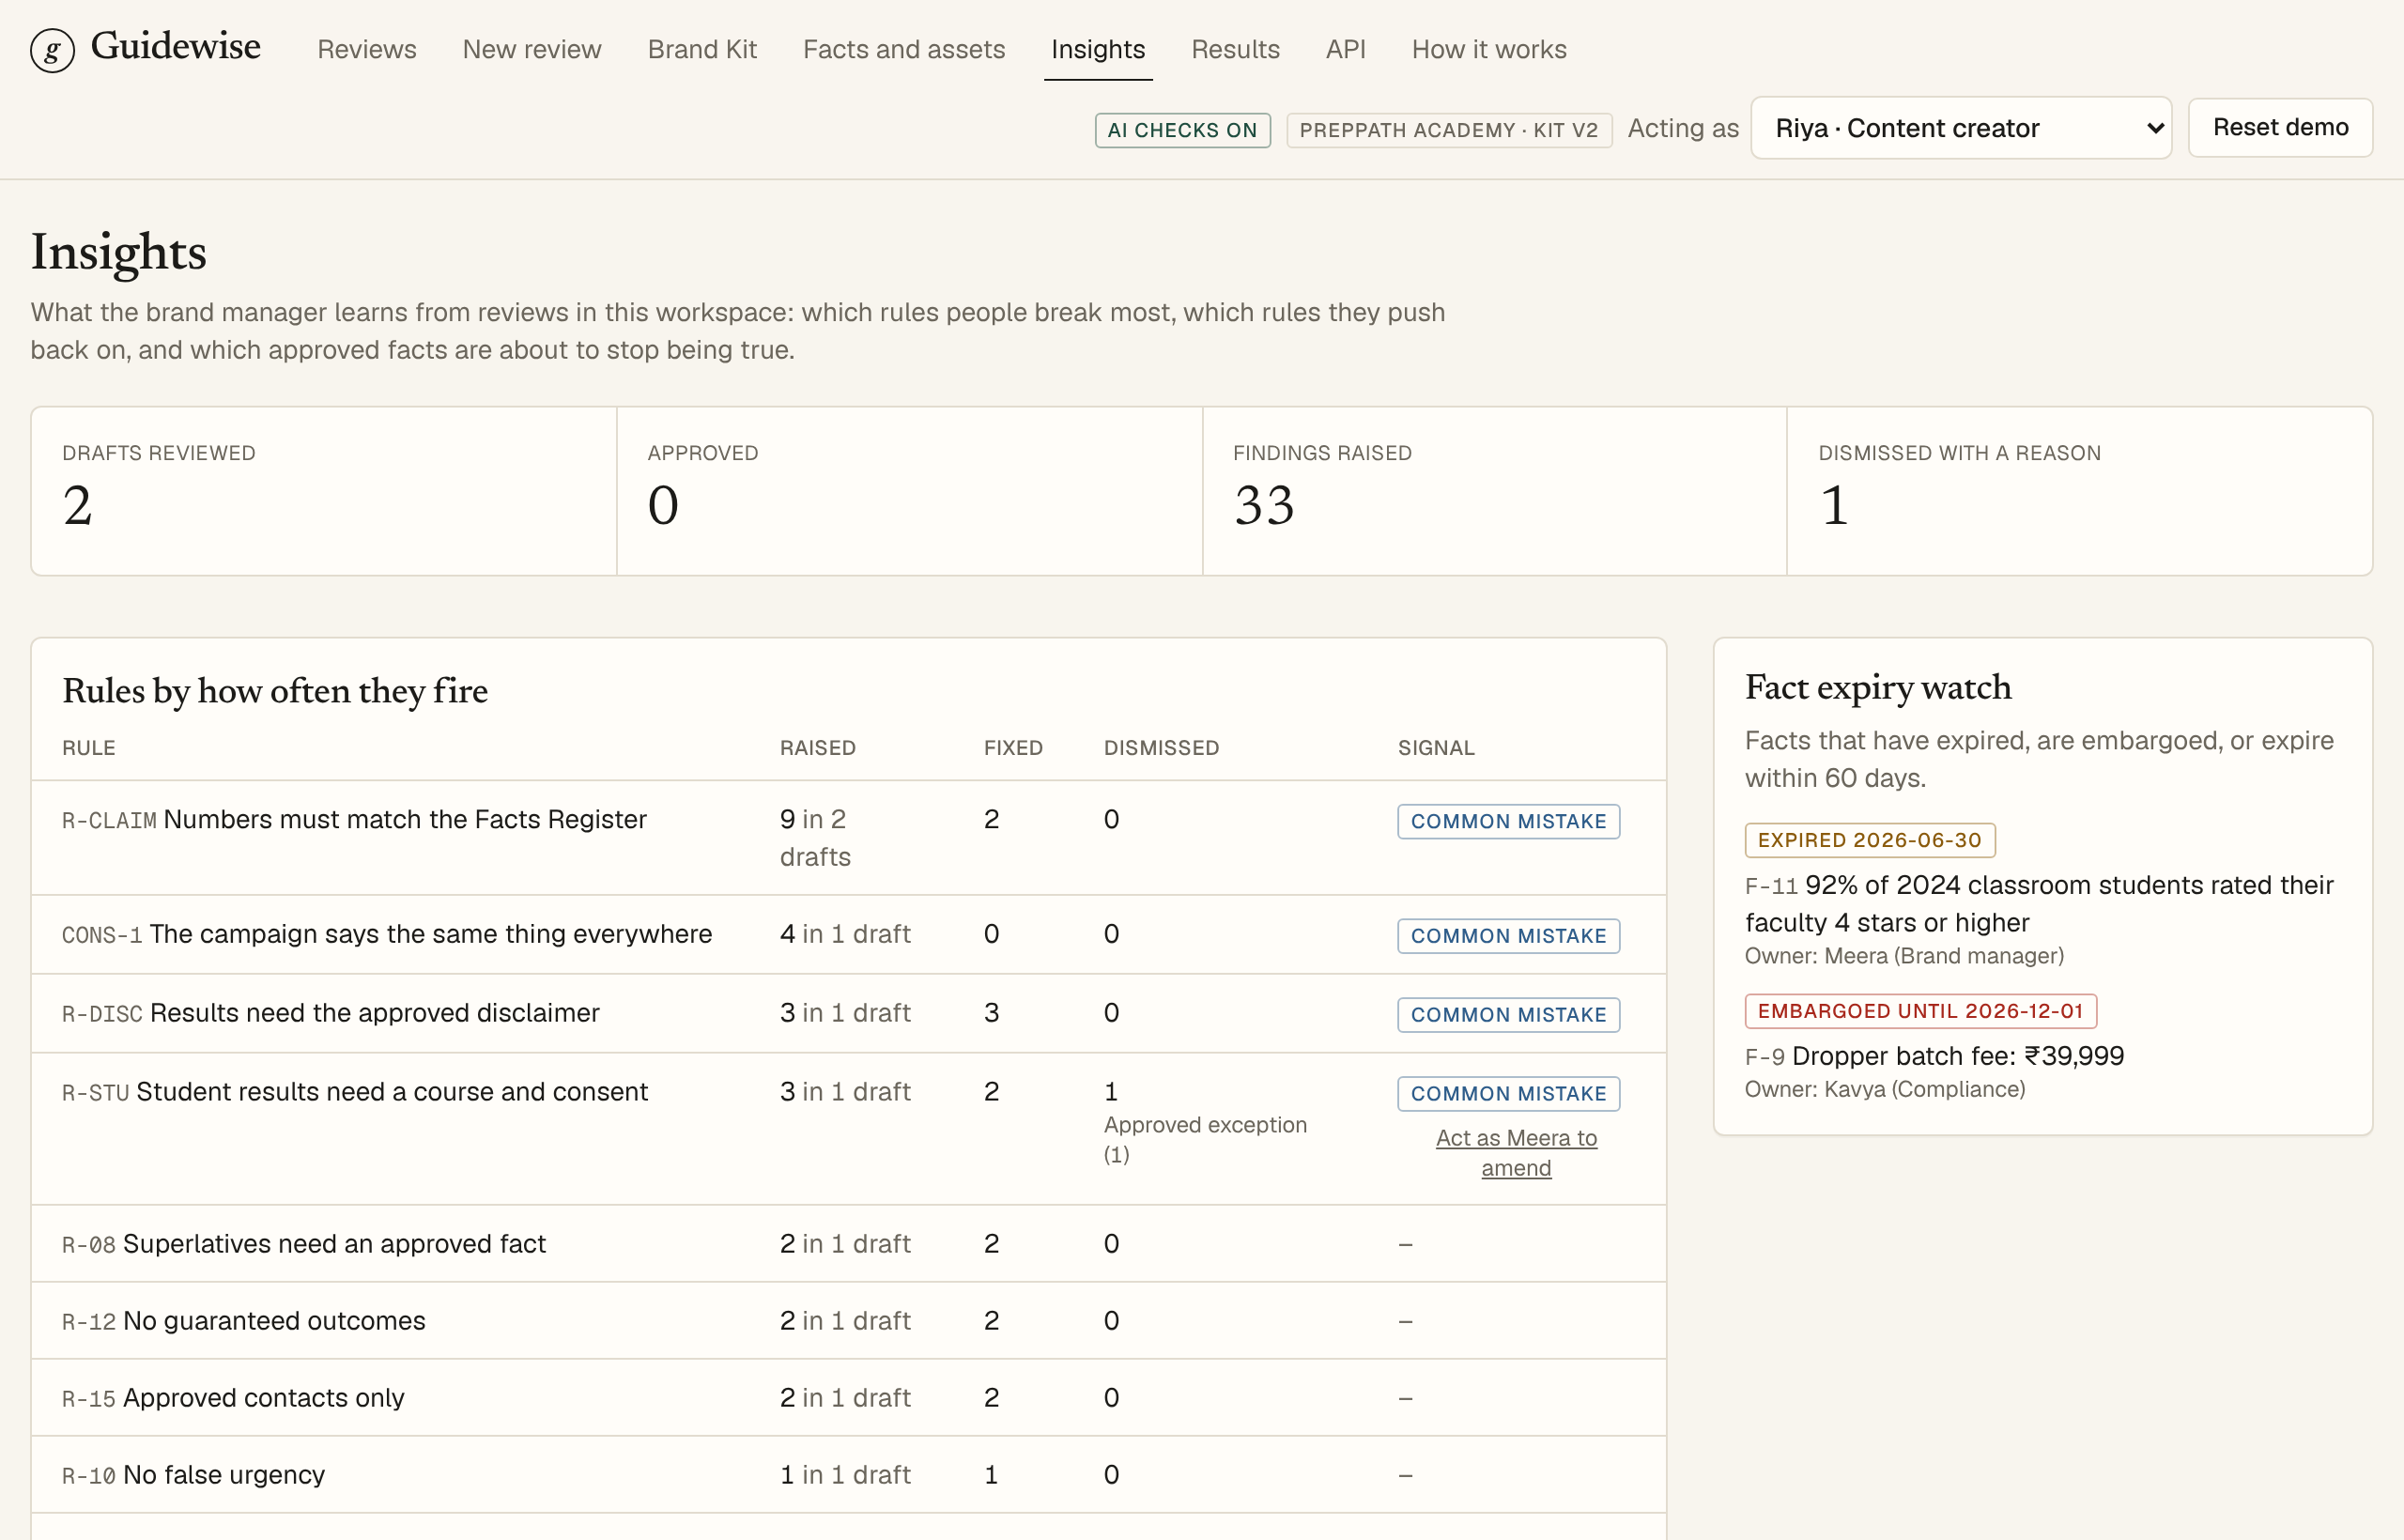 g Guidewise Reviews New review Brand Kit Facts and assets Insights Results API How it works
AI CHECKS ON PREPPATH ACADEMY · KIT V2 Acting as Riya · Content creator Reset demo
Insights
What the brand manager learns from reviews in this workspace: which rules people break most, which rules they push
back on, and which approved facts are about to stop being true.
DRAFTS REVIEWED
2
APPROVED
0
FINDINGS RAISED
33
DISMISSED WITH A REASON
1
Rules by how often they fire
RULE RAISED FIXED DISMISSED SIGNAL
R-CLAIM Numbers must match the Facts Register 9 in 2 drafts 2 0 COMMON MISTAKE
CONS-1 The campaign says the same thing everywhere 4 in 1 draft 0 0 COMMON MISTAKE
R-DISC Results need the approved disclaimer 3 in 1 draft 3 0 COMMON MISTAKE
R-STU Student results need a course and consent 3 in 1 draft 2 1 COMMON MISTAKE
Approved exception
(1)
Act as Meera to
amend
R-08 Superlatives need an approved fact 2 in 1 draft 2 0 –
R-12 No guaranteed outcomes 2 in 1 draft 2 0 –
R-15 Approved contacts only 2 in 1 draft 2 0 –
R-10 No false urgency 1 in 1 draft 1 0 –
Fact expiry watch
Facts that have expired, are embargoed, or expire
within 60 days.
EXPIRED 2026-06-30
F-11 92% of 2024 classroom students rated their
faculty 4 stars or higher
Owner: Meera (Brand manager)
EMBARGOED UNTIL 2026-12-01
F-9 Dropper batch fee: ₹39,999
Owner: Kavya (Compliance)